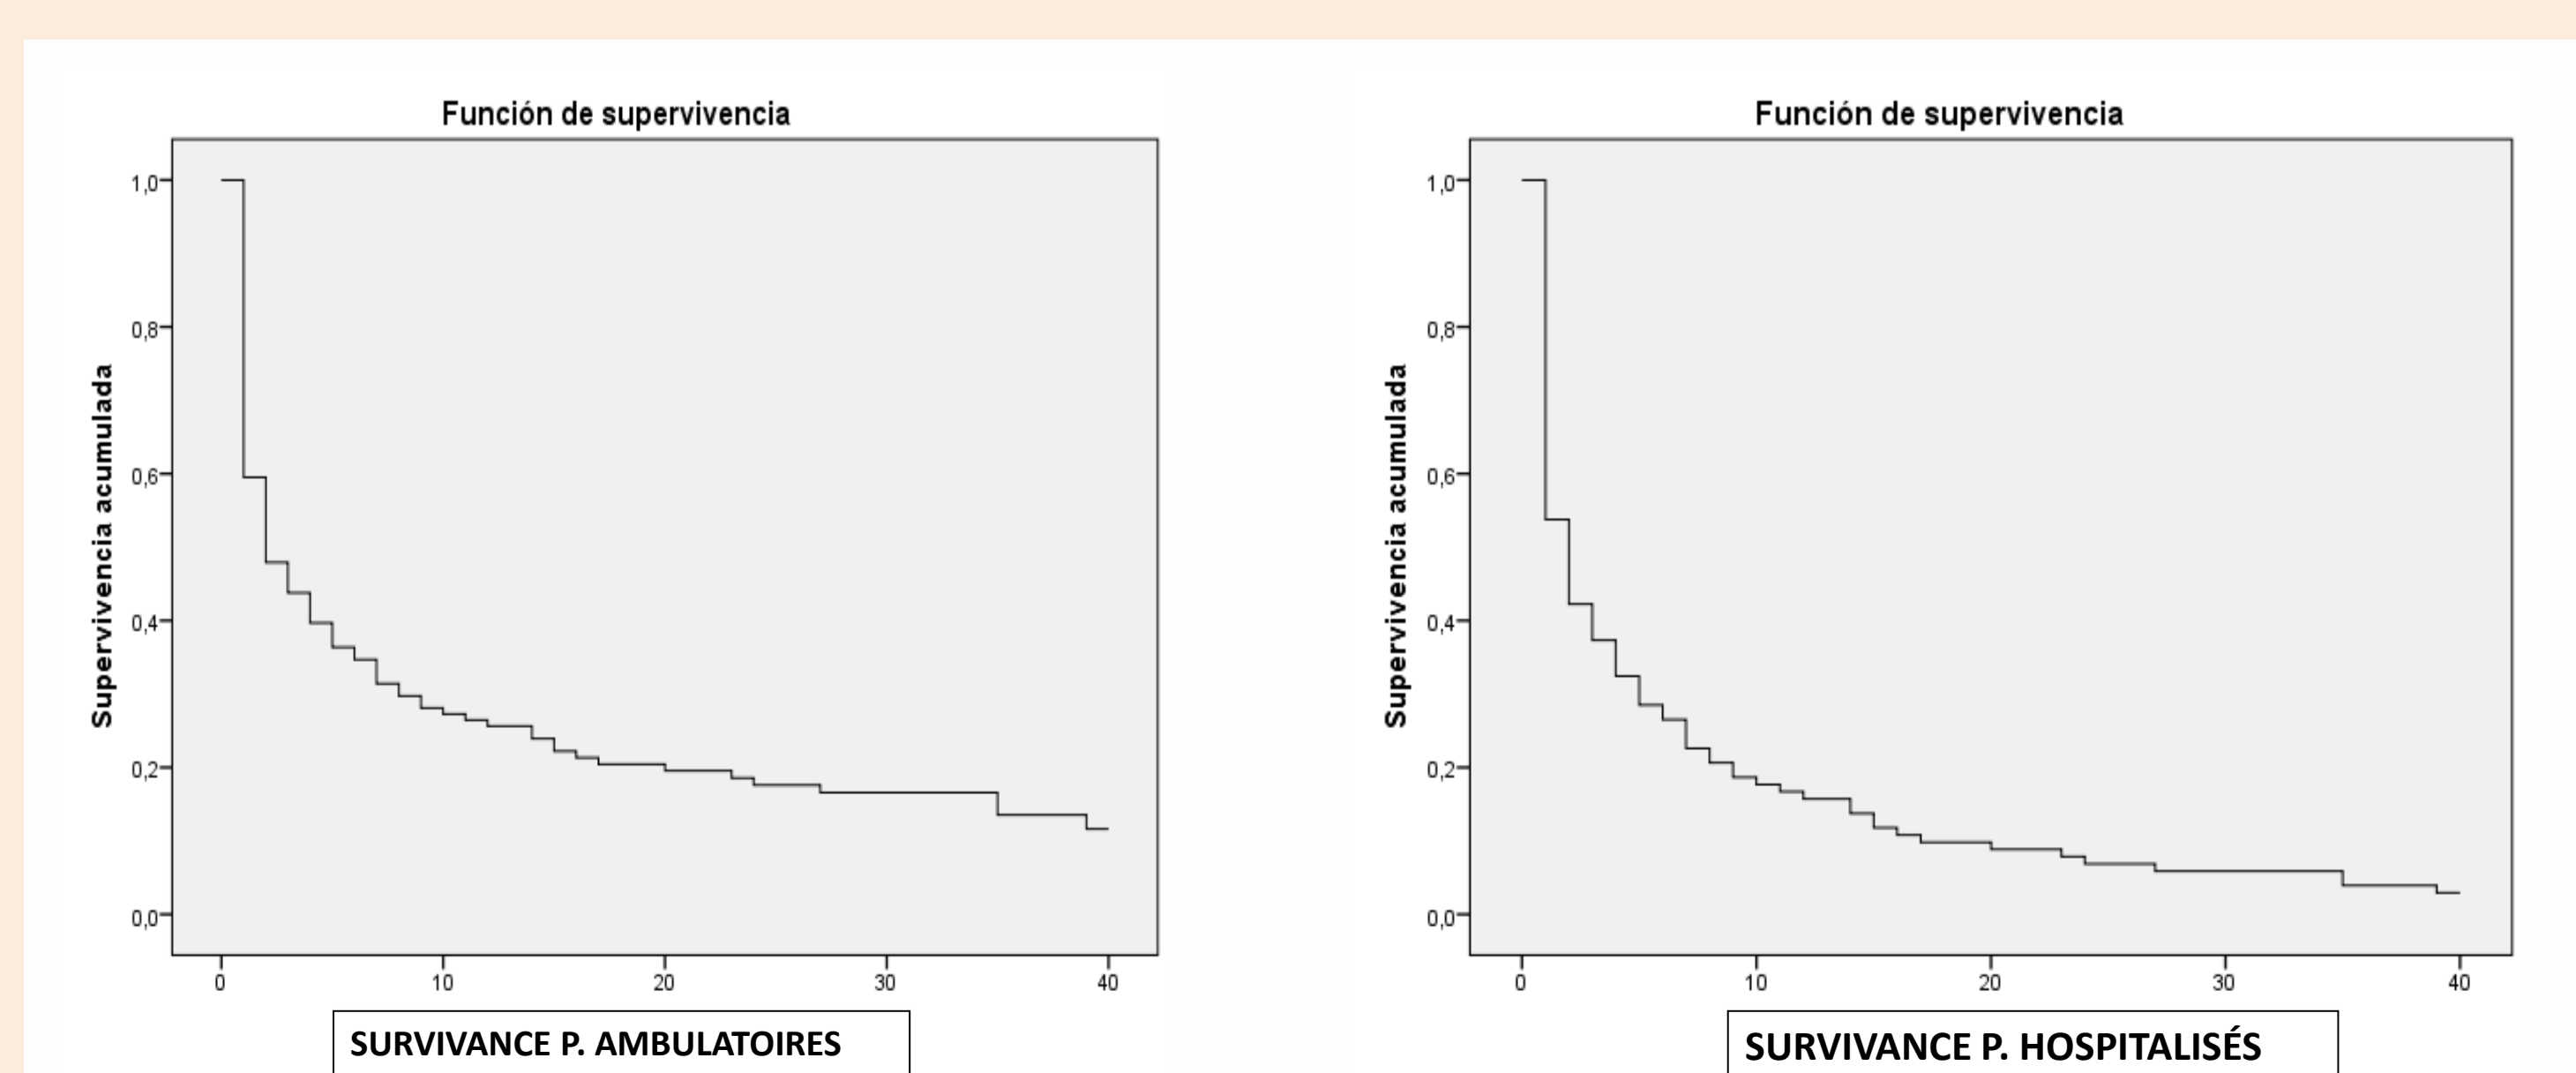 Función de supervivencia
Supervivencia acumulada
1,0
0,8
0,6
0,4
0,2
0,0
0 10 20 30 40
SURVIVANCE P. AMBULATOIRES
Función de supervivencia
Supervivencia acumulada
1,0
0,8
0,6
0,4
0,2
0,0
0 10 20 30 40
SURVIVANCE P. HOSPITALISÉS